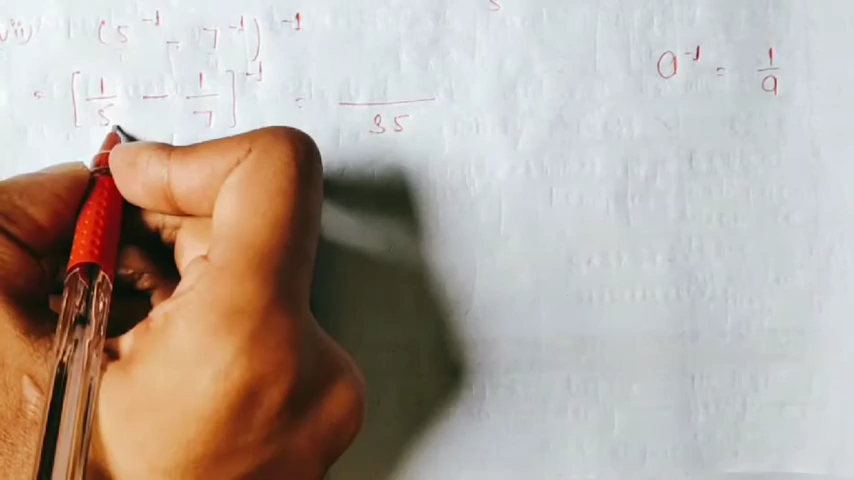 vii) (5⁻¹ - 7⁻¹)⁻¹
= [1/5 - 1/7]⁻¹ = /35
a⁻¹ = 1/a